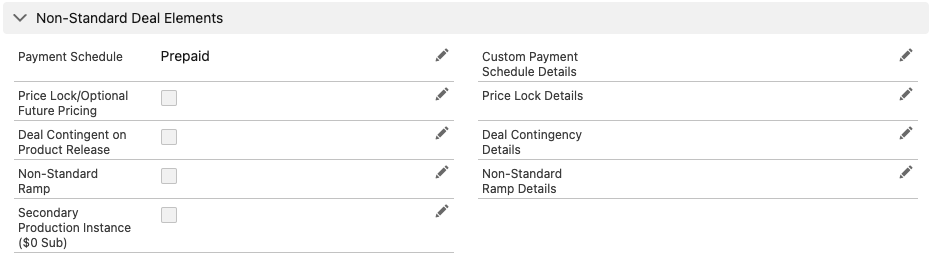 Non-Standard Deal Elements
Payment Schedule
Prepaid
Custom Payment
Schedule Details
Price Lock/Optional
Future Pricing
Price Lock Details
Deal Contingent on
Product Release
Deal Contingency
Details
Non-Standard
Ramp
Non-Standard
Ramp Details
Secondary
Production Instance
($0 Sub)